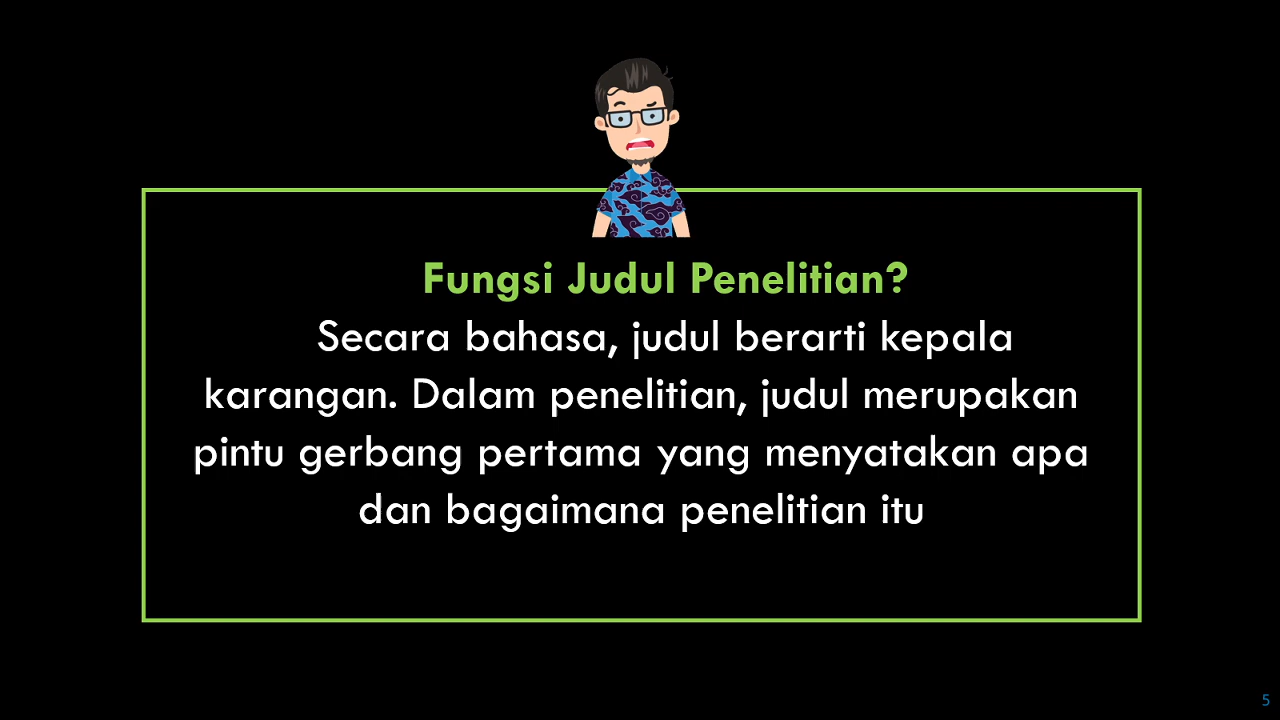 Fungsi Judul Penelitian?
Secara bahasa, judul berarti kepala
karangan. Dalam penelitian, judul merupakan
pintu gerbang pertama yang menyatakan apa
dan bagaimana penelitian itu
5